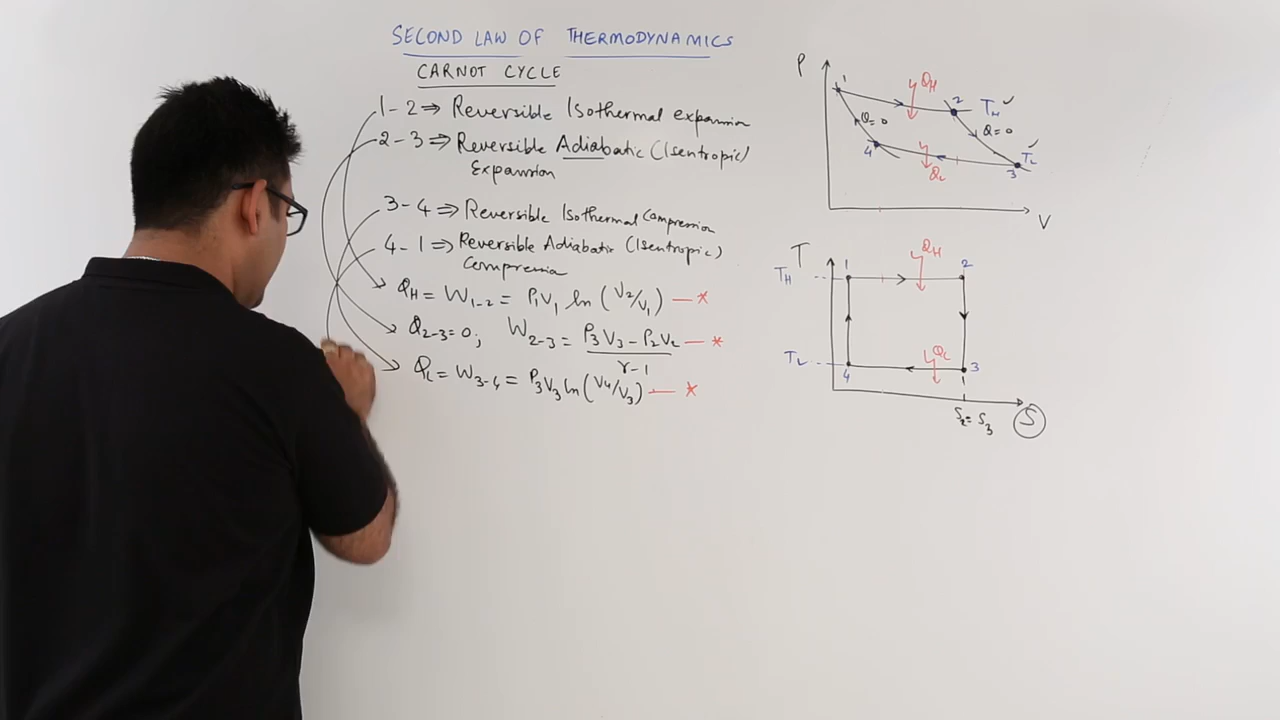 SECOND LAW OF THERMODYNAMICS
CARNOT CYCLE
1-2 ⇒ Reversible Isothermal expansion
2-3 ⇒ Reversible Adiabatic (Isentropic)
Expansion
3-4 ⇒ Reversible Isothermal Compression
4-1 ⇒ Reversible Adiabatic (Isentropic)
Compression
Q_H = W_1-2 = P_1V_1 ln (V_2/V_1) — *
Q_2-3 = 0; W_2-3 = (P_3V_3 - P_2V_2)/(γ-1) — *
Q_L = W_3-4 = P_3V_3 ln (V_4/V_3) — *
P
1
Q_H
2
T_H ✓
Q=0
Q=0
4
Q_L
3
T_L ✓
V
T
Q_H
T_H
1
2
T_L
4
Q_L
3
S_2 = S_3
S